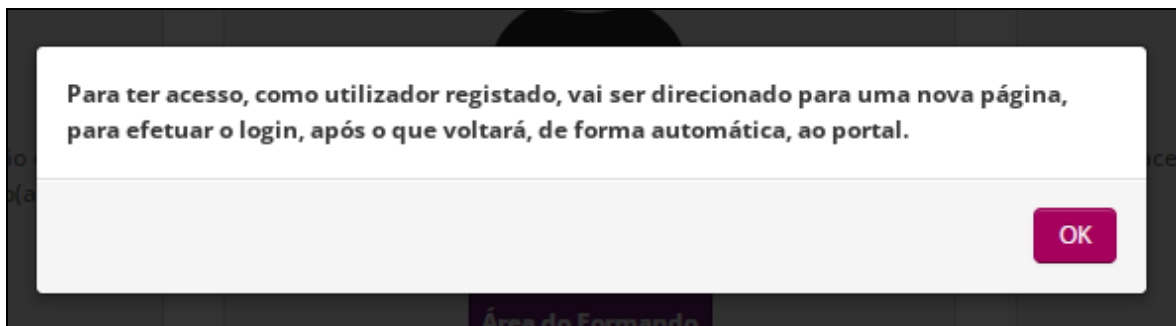 Para ter acesso, como utilizador registado, vai ser direcionado para uma nova página,
para efetuar o login, após o que voltará, de forma automática, ao portal.
OK
Área do Formando